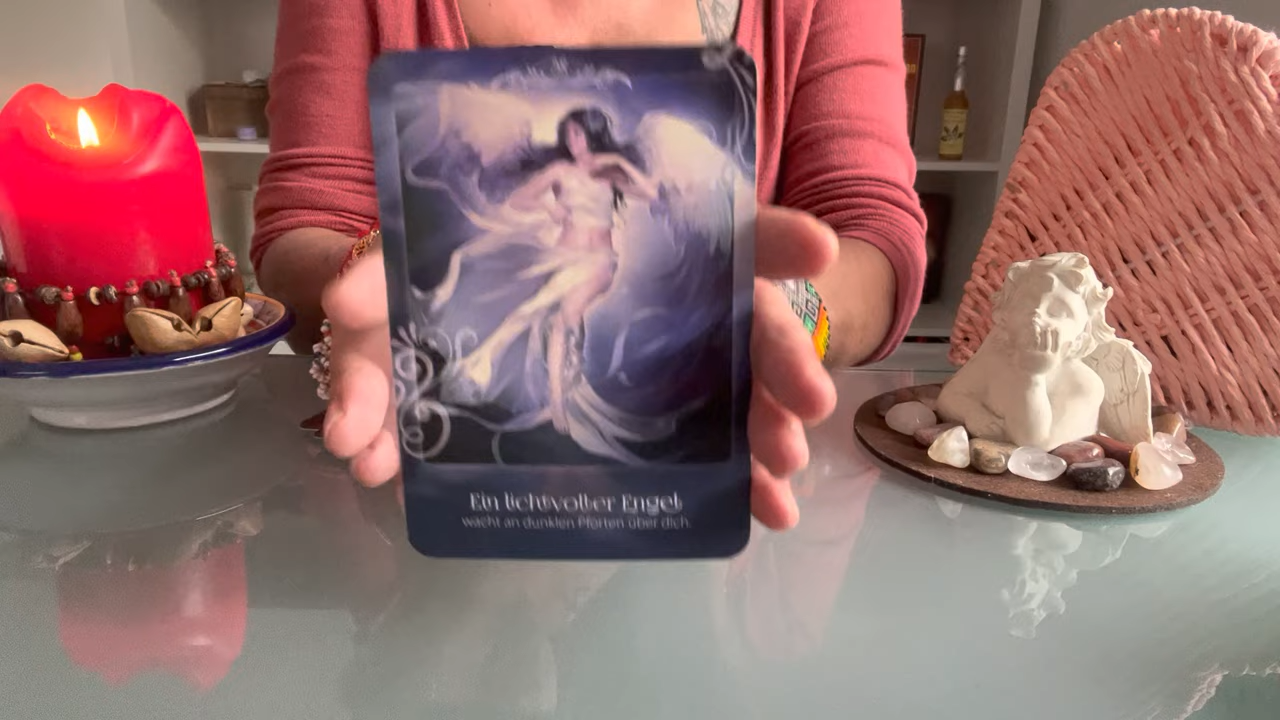 Ein lichtvoller Engel
wacht an dunklen Pforten über dich.